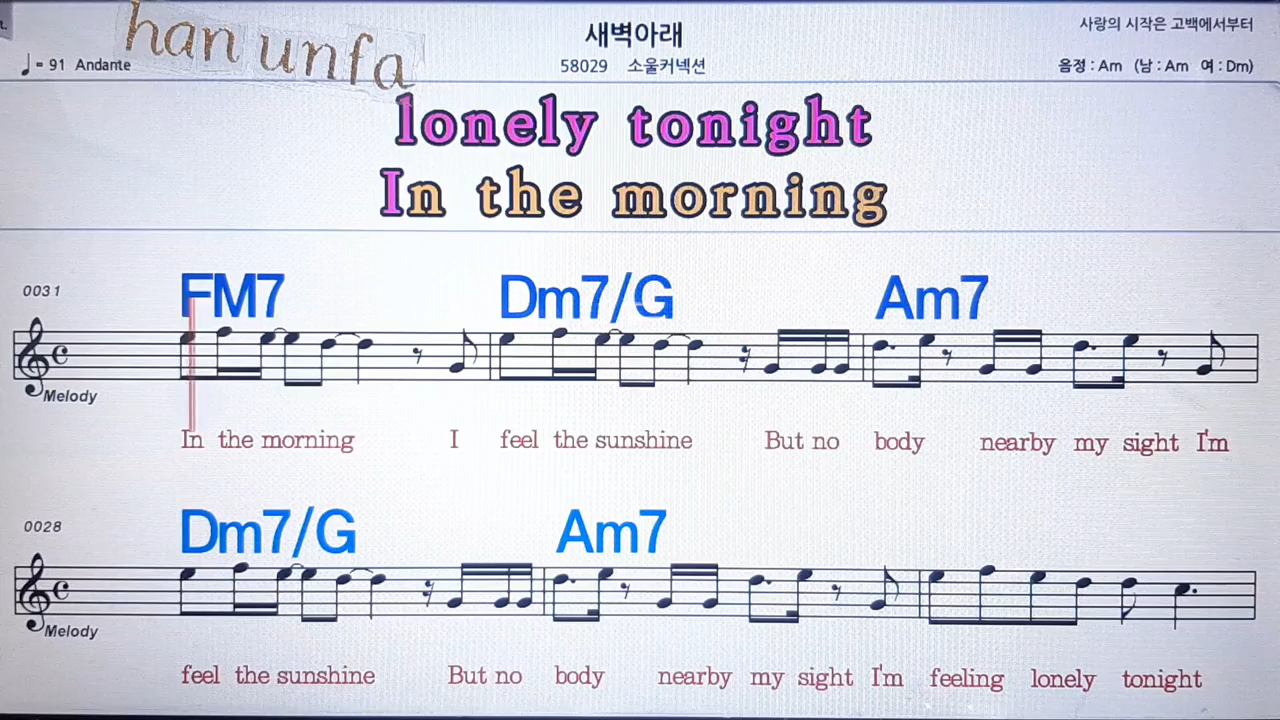 t.
han unfa
새벽아래
사랑의 시작은 고백에서부터
♩= 91 Andante
58029 소울커넥션
음정 : Am (남 : Am 여 : Dm)
lonely tonight
In the morning
FM7 Dm7/G Am7
0031
Melody
In the morning I feel the sunshine But no body nearby my sight I'm
Dm7/G Am7
0028
Melody
feel the sunshine But no body nearby my sight I'm feeling lonely tonight